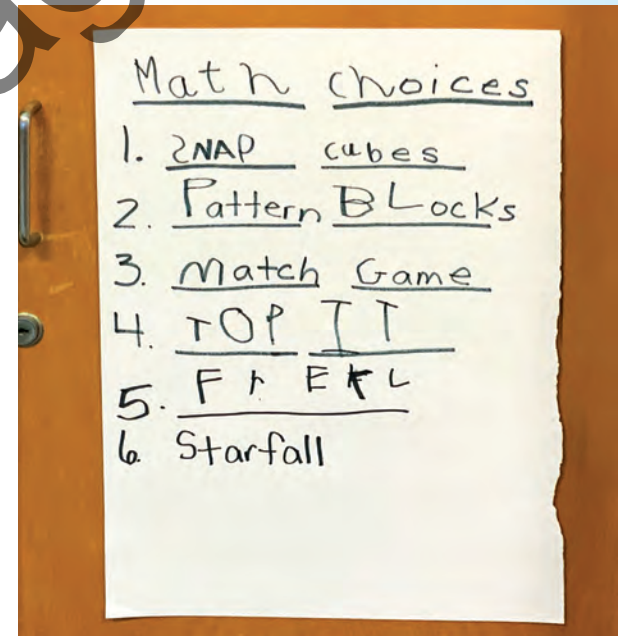 Math choices
1. SNAP cubes
2. Pattern BLocks
3. Match Game
4. TOP IT
5.
6. Starfall